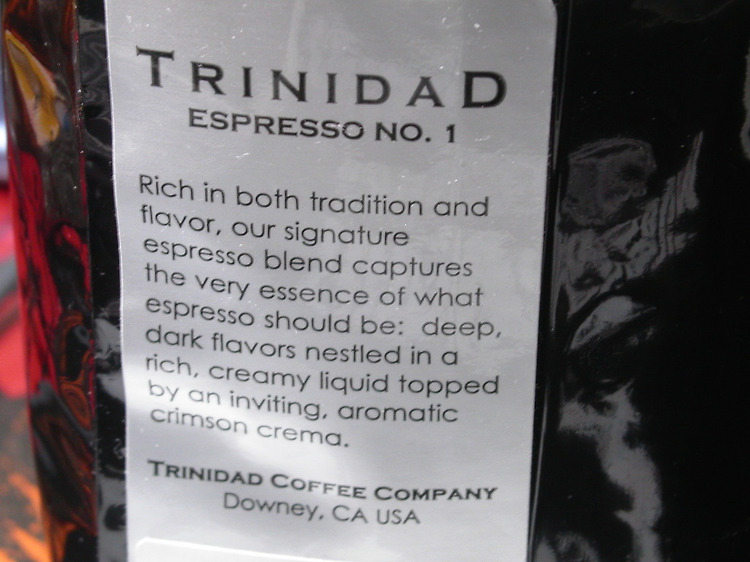 TRINIDAD
ESPRESSO NO. 1
Rich in both tradition and
flavor, our signature
espresso blend captures
the very essence of what
espresso should be: deep,
dark flavors nestled in a
rich, creamy liquid topped
by an inviting, aromatic
crimson crema.
TRINIDAD COFFEE COMPANY
Downey, CA USA